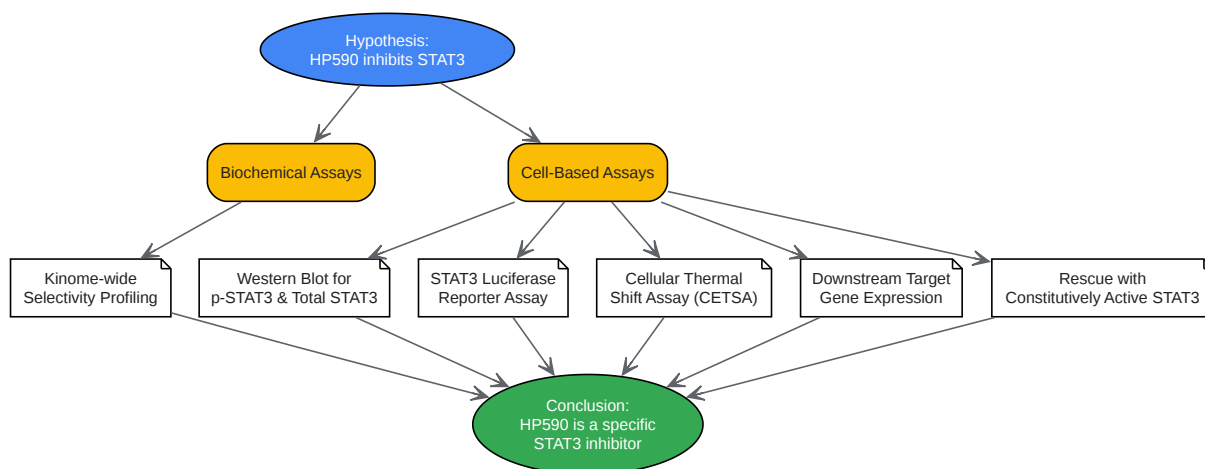 Hypothesis:
HP590 inhibits STAT3
Biochemical Assays
Cell-Based Assays
Kinome-wide
Selectivity Profiling
Western Blot for
p-STAT3 & Total STAT3
STAT3 Luciferase
Reporter Assay
Cellular Thermal
Shift Assay (CETSA)
Downstream Target
Gene Expression
Rescue with
Constitutively Active STAT3
Conclusion:
HP590 is a specific
STAT3 inhibitor